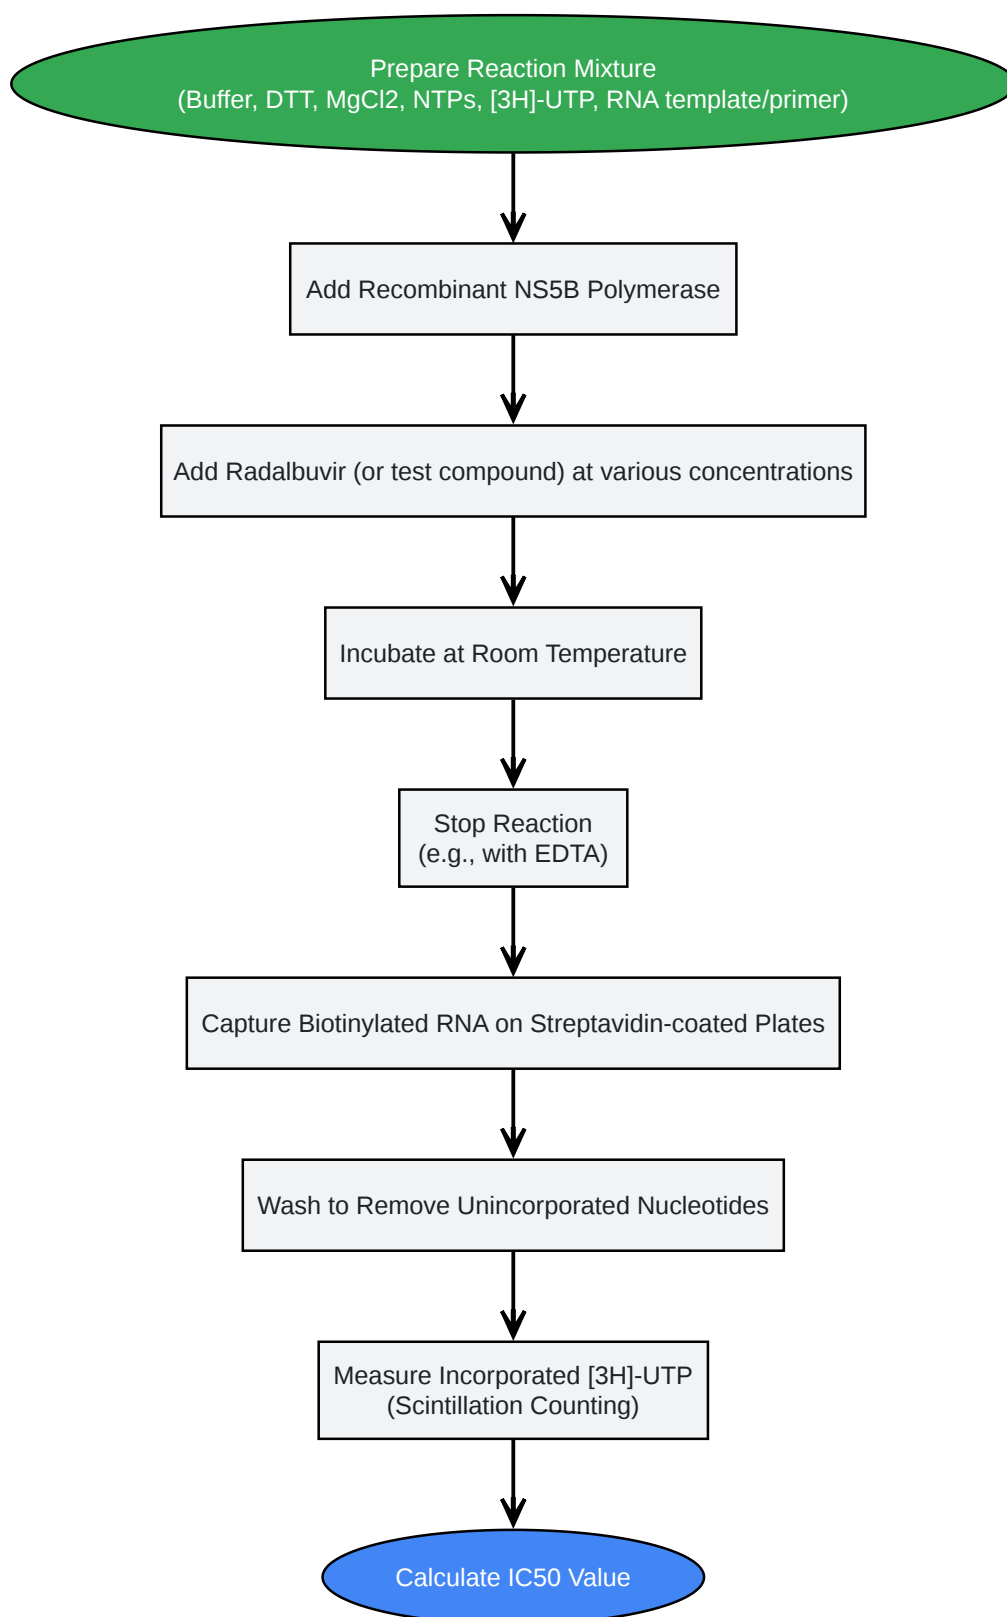 Prepare Reaction Mixture
(Buffer, DTT, MgCl2, NTPs, [3H]-UTP, RNA template/primer)
Add Recombinant NS5B Polymerase
Add Radalbuvir (or test compound) at various concentrations
Incubate at Room Temperature
Stop Reaction
(e.g., with EDTA)
Capture Biotinylated RNA on Streptavidin-coated Plates
Wash to Remove Unincorporated Nucleotides
Measure Incorporated [3H]-UTP
(Scintillation Counting)
Calculate IC50 Value